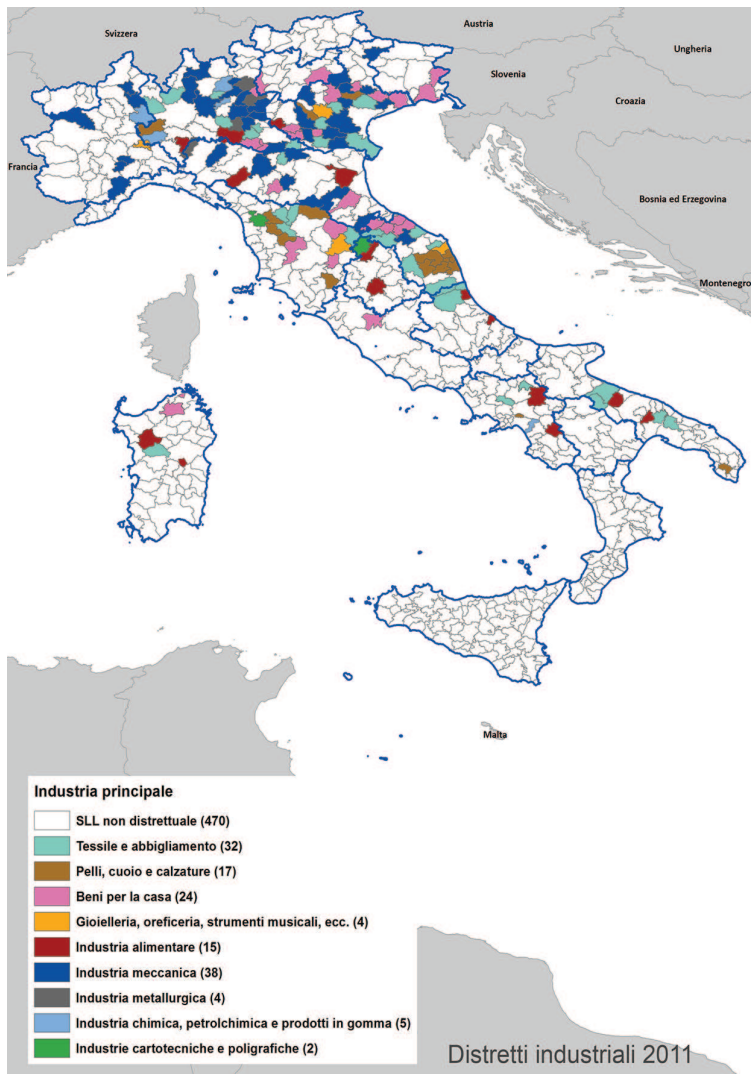 Austria
Svizzera
Ungheria
Slovenia
Croazia
Francia
Bosnia ed Erzegovina
Montenegro
Malta
Industria principale
SLL non distrettuale (470)
Tessile e abbigliamento (32)
Pelli, cuoio e calzature (17)
Beni per la casa (24)
Gioielleria, oreficeria, strumenti musicali, ecc. (4)
Industria alimentare (15)
Industria meccanica (38)
Industria metallurgica (4)
Industria chimica, petrolchimica e prodotti in gomma (5)
Industrie cartotecniche e poligrafiche (2)
Distretti industriali 2011